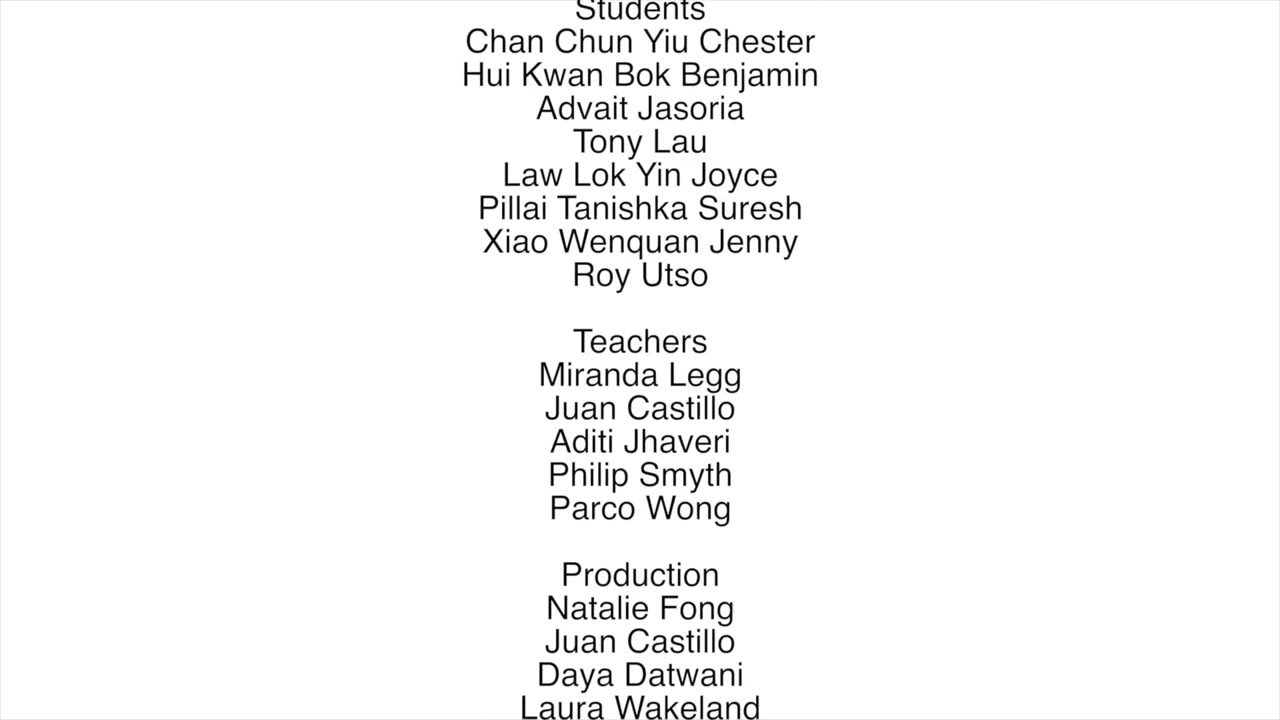 Students
Chan Chun Yiu Chester
Hui Kwan Bok Benjamin
Advait Jasoria
Tony Lau
Law Lok Yin Joyce
Pillai Tanishka Suresh
Xiao Wenquan Jenny
Roy Utso
Teachers
Miranda Legg
Juan Castillo
Aditi Jhaveri
Philip Smyth
Parco Wong
Production
Natalie Fong
Juan Castillo
Daya Datwani
Laura Wakeland